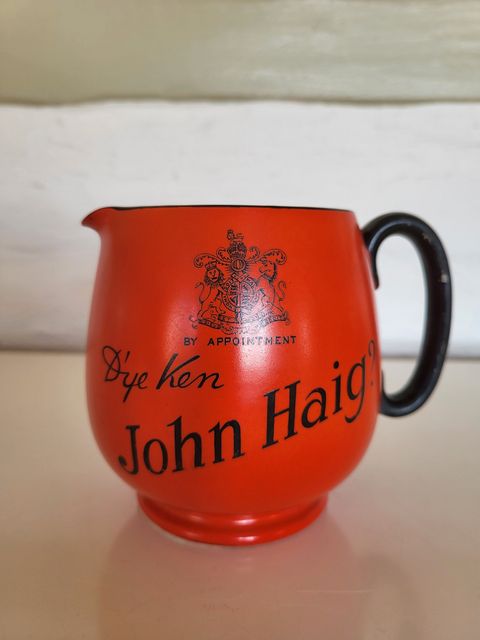 BY APPOINTMENT
D'ye Ken
John Haig?